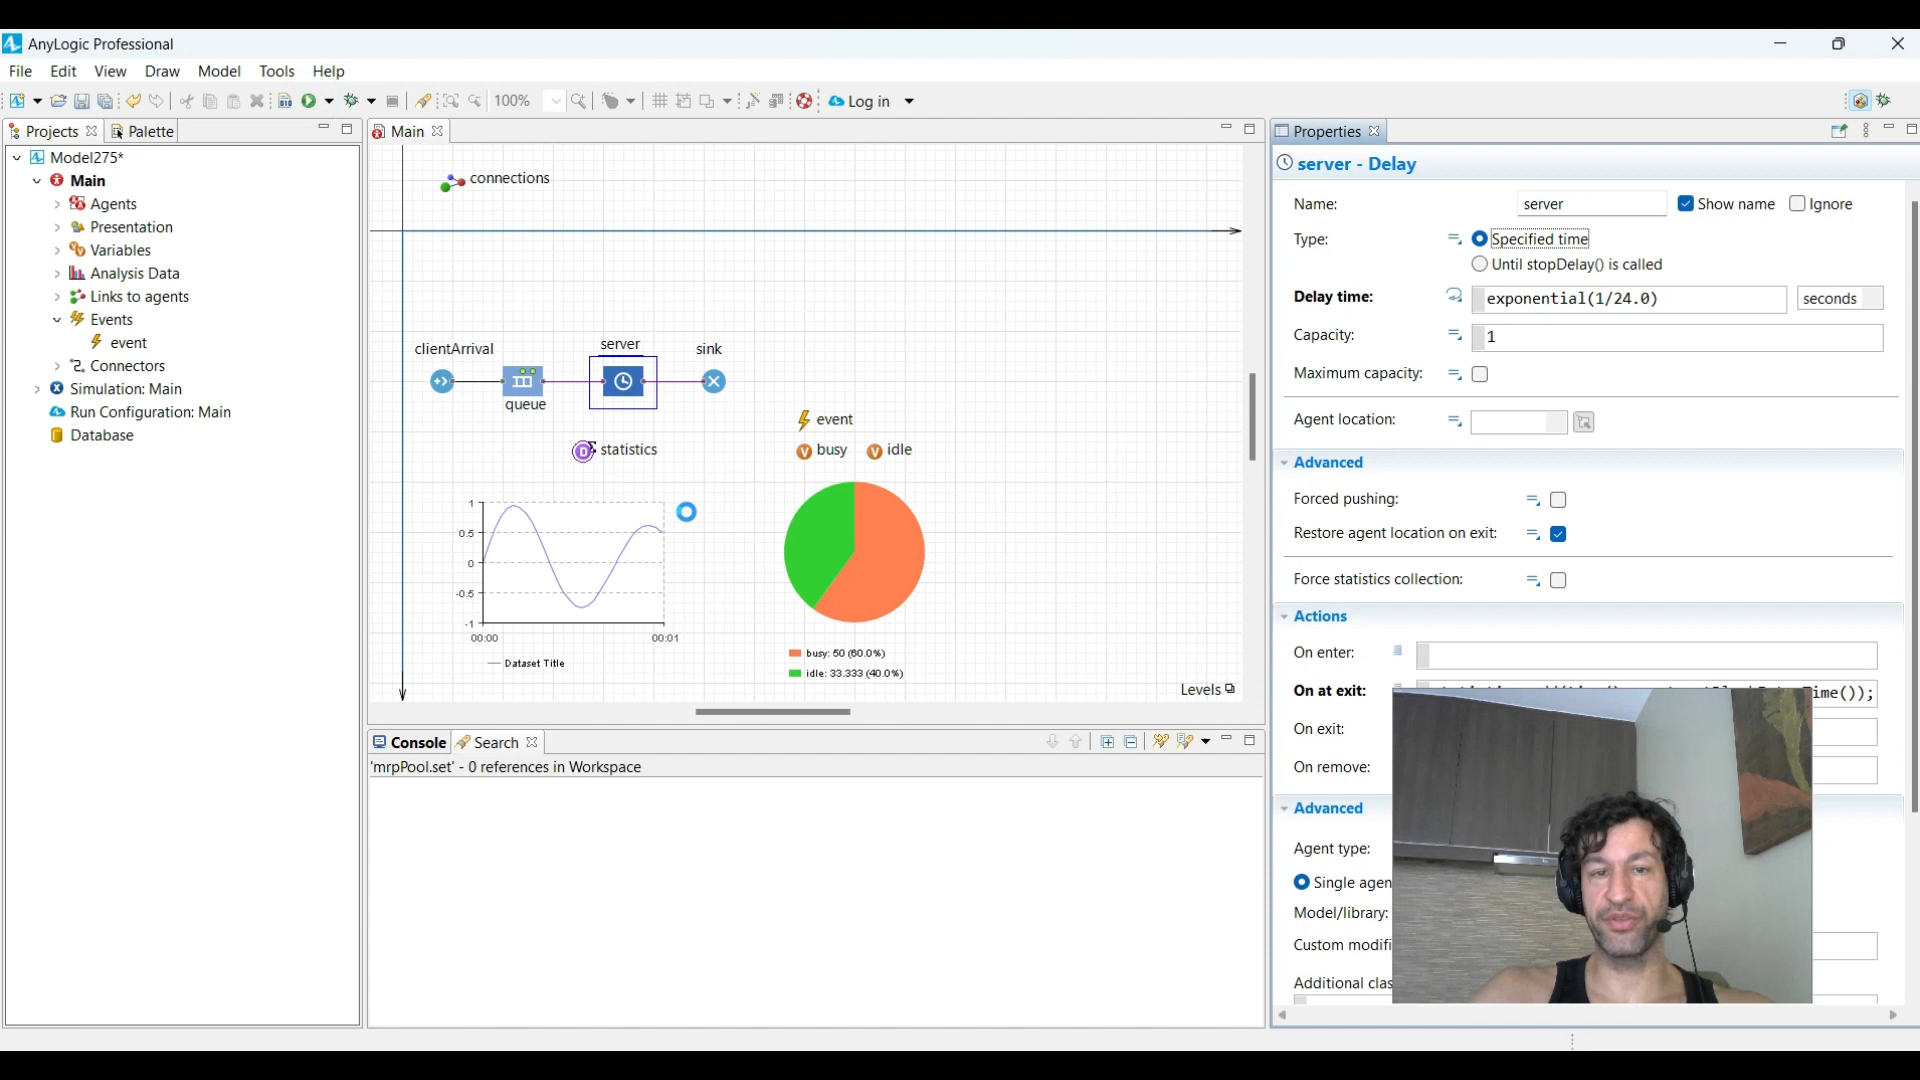 AnyLogic Professional
File Edit View Draw Model Tools Help
100% Log in
Projects Palette
Model275*
Main
Agents
Presentation
Variables
Analysis Data
Links to agents
Events
event
Connectors
Simulation: Main
Run Configuration: Main
Database
Main
connections
clientArrival server sink
queue
event
statistics busy idle
1
0.5
0
-0.5
-1
00:00 00:01
Dataset Title
busy: 50 (60.0%)
idle: 33.333 (40.0%)
Levels
Console Search
'mrpPool.set' - 0 references in Workspace
Properties
server - Delay
Name: server Show name Ignore
Type: Specified time
Until stopDelay() is called
Delay time: exponential(1/24.0) seconds
Capacity: 1
Maximum capacity:
Agent location:
Advanced
Forced pushing:
Restore agent location on exit:
Force statistics collection:
Actions
On enter:
On at exit: ime());
On exit:
On remove:
Advanced
Agent type:
Single agen
Model/library:
Custom modifi
Additional clas